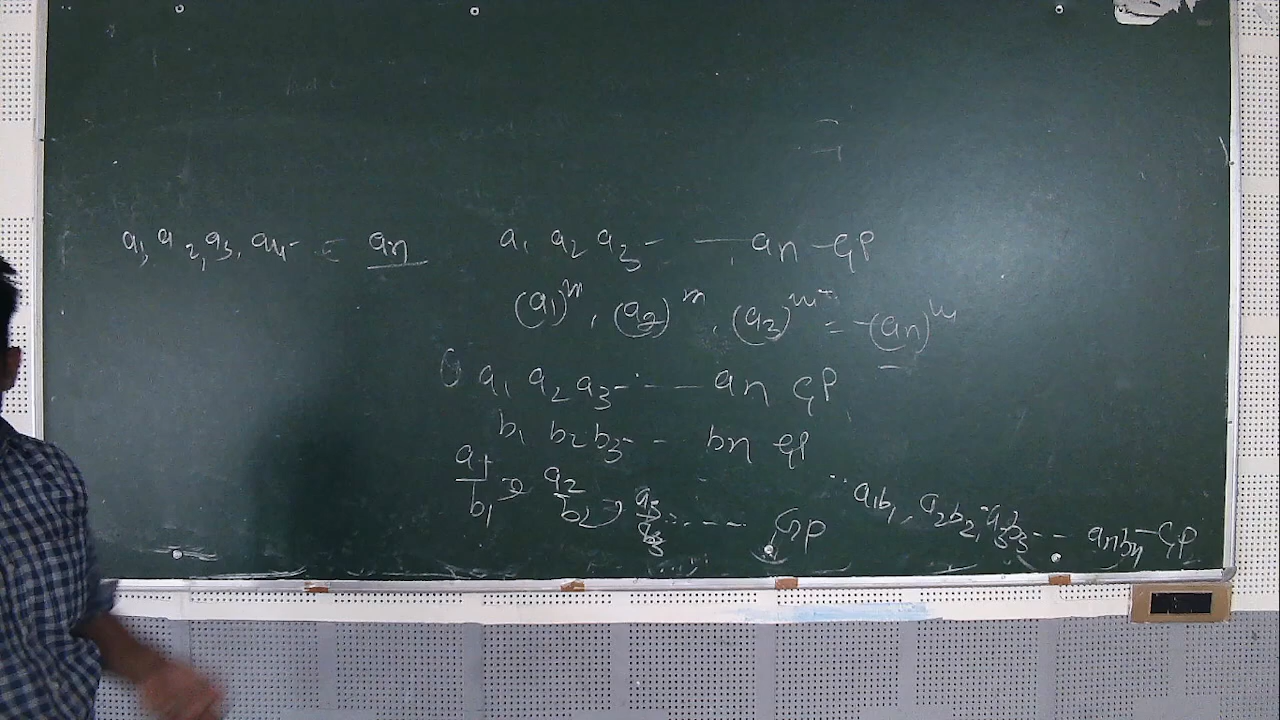 a1, a2, a3, a4- - an
a1 a2 a3- — , an - GP
(a1)^m, (a2)^m, (a3)^m - - - (an)^m
a1 a2 a3- - — an GP
b1 b2 b3- - bn GP
a1/b1, a2/b2, a3/b3, ---- GP
a1b1, a2b2, a3b3 -- anbn - GP